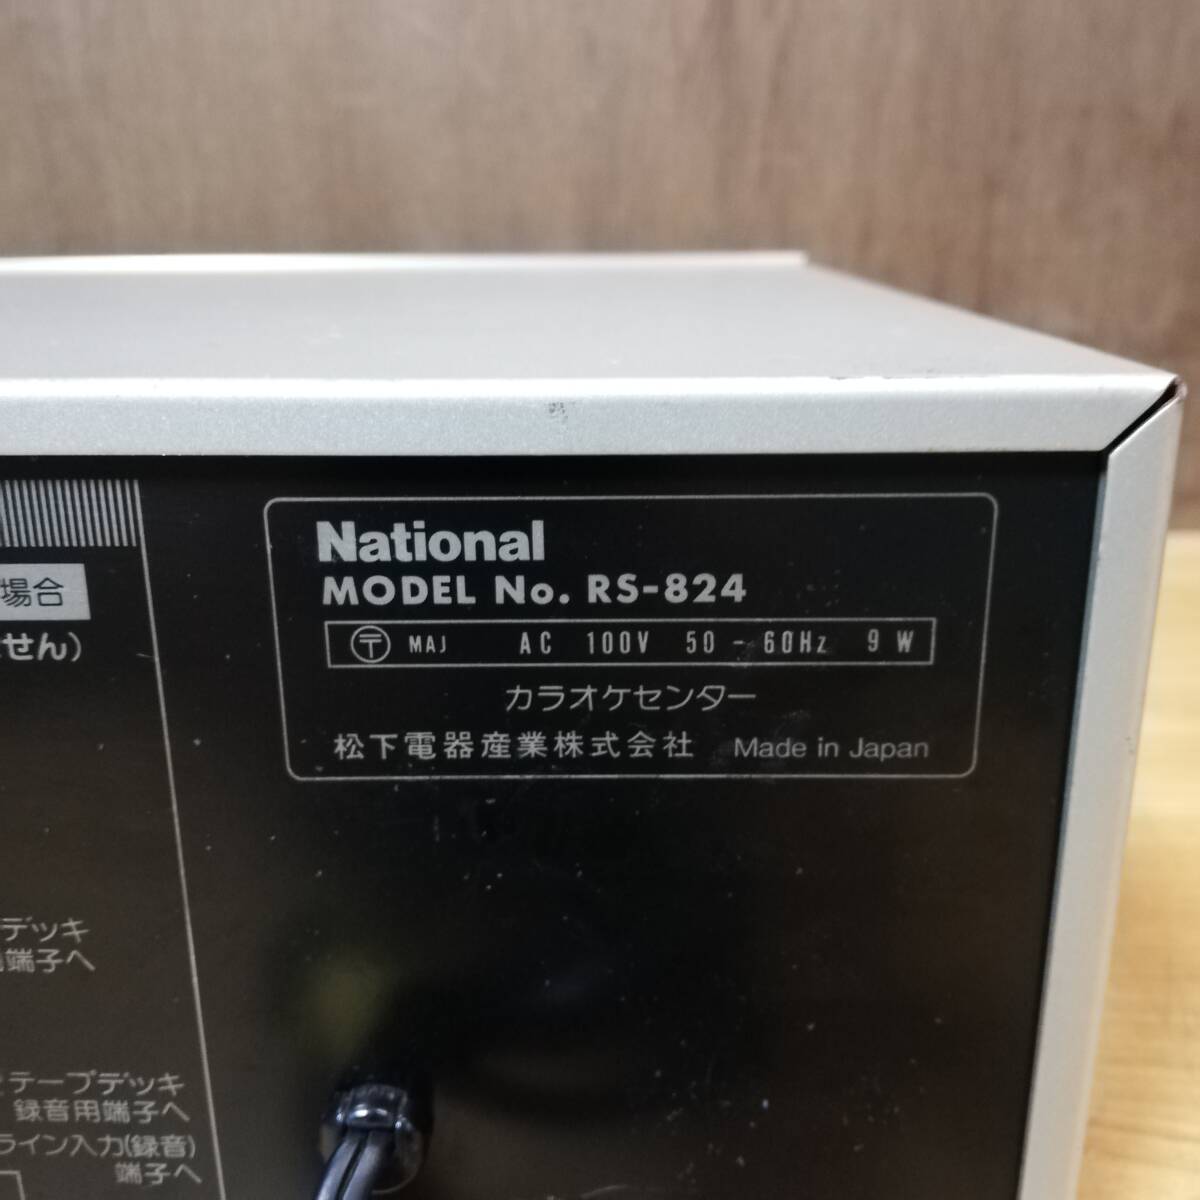 National
MODEL No. RS-824
〒 MAJ AC 100V 50 - 60Hz 9 W
カラオケセンター
松下電器産業株式会社 Made in Japan
場合
せん)
デッキ
端子へ
テープデッキ
録音用端子へ
ライン入力(録音)
端子へ